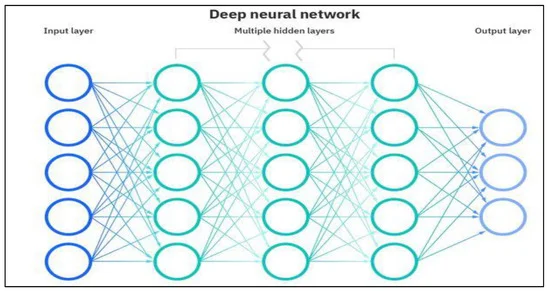 Deep neural network
Input layer
Multiple hidden layers
Output layer